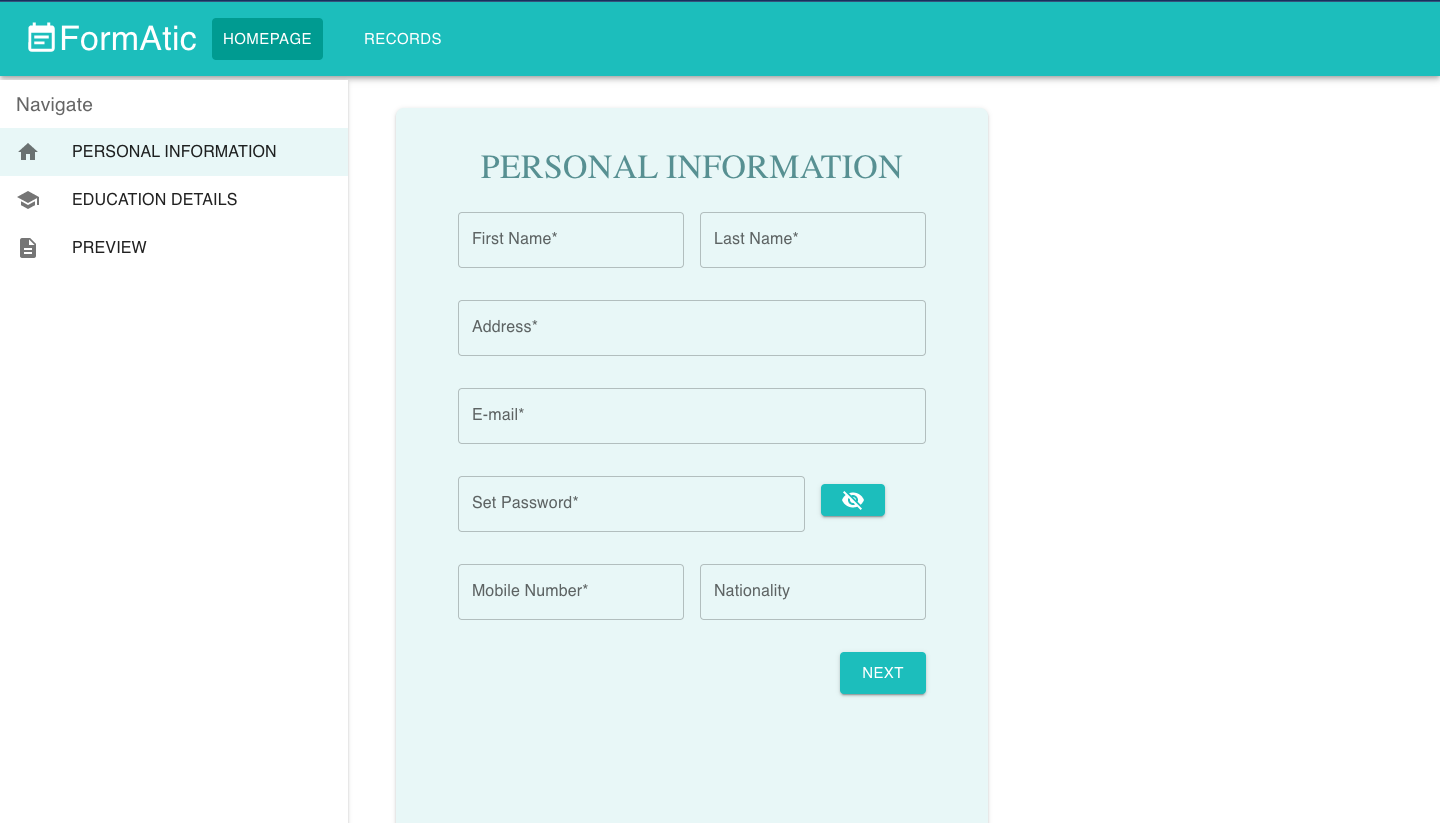 FormAtic HOMEPAGE RECORDS
Navigate
PERSONAL INFORMATION
EDUCATION DETAILS
PREVIEW
PERSONAL INFORMATION
First Name* Last Name*
Address*
E-mail*
Set Password*
Mobile Number* Nationality
NEXT